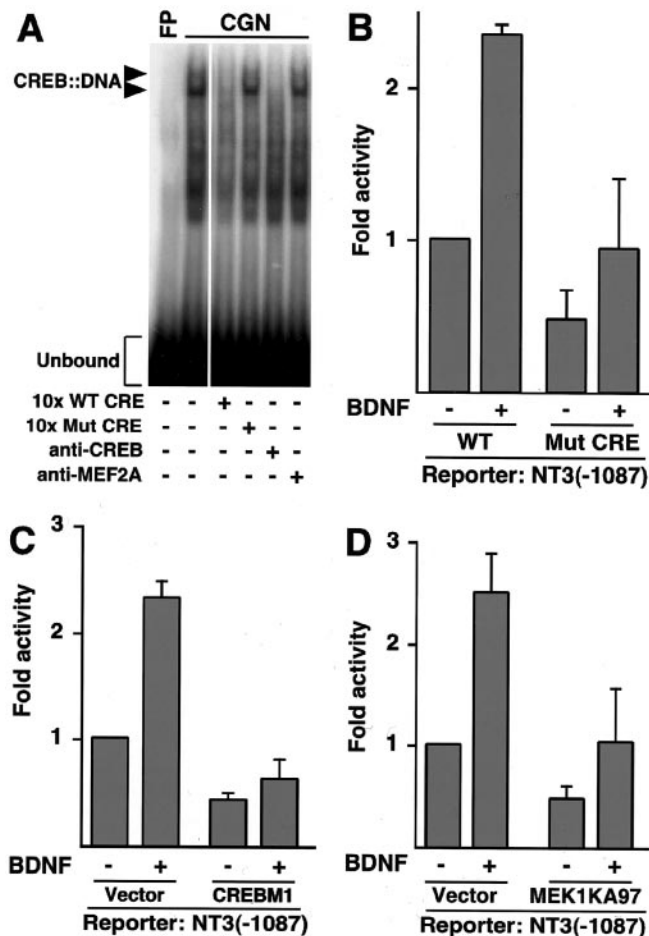 A
FP
CGN
CREB::DNA
Unbound
10x WT CRE - - + - - -
10x Mut CRE - - - + - -
anti-CREB - - - - + -
anti-MEF2A - - - - - +
B
Fold activity
2
1
BDNF - + - +
WT Mut CRE
Reporter: NT3(-1087)
C
Fold activity
3
2
1
BDNF - + - +
Vector CREBM1
Reporter: NT3(-1087)
D
Fold activity
3
2
1
BDNF - + - +
Vector MEK1KA97
Reporter: NT3(-1087)